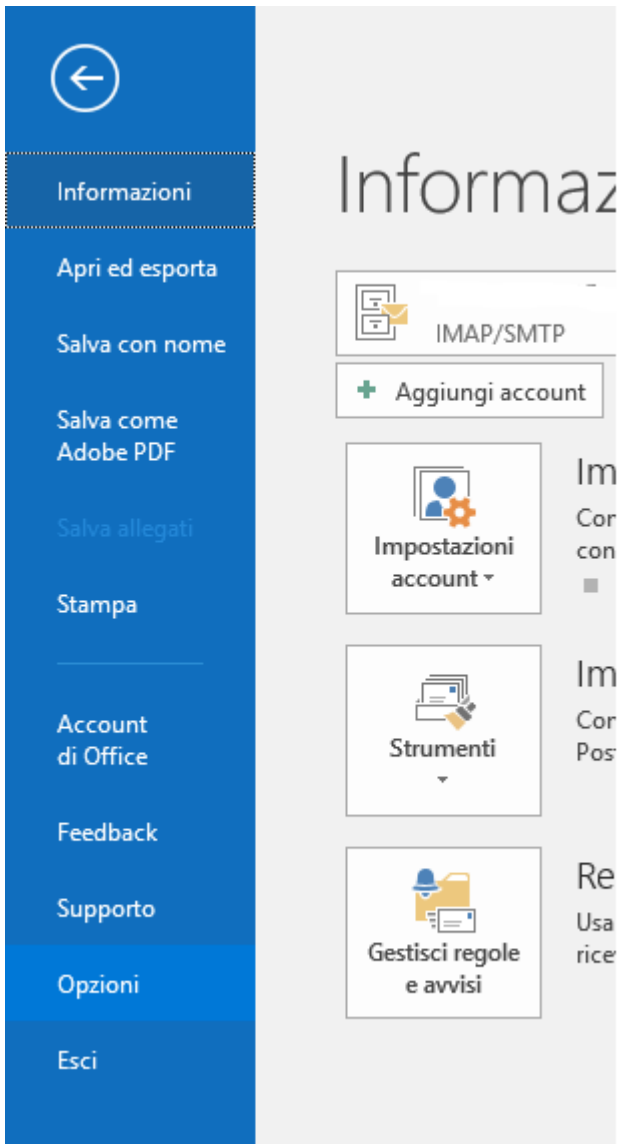 Informazioni
Apri ed esporta
Salva con nome
Salva come
Adobe PDF
Salva allegati
Stampa
Account
di Office
Feedback
Supporto
Opzioni
Esci
Informaz
IMAP/SMTP
Aggiungi account
Impostazioni
account
Im
Cor
con
Strumenti
Im
Cor
Pos
Gestisci regole
e avvisi
Re
Usa
rice